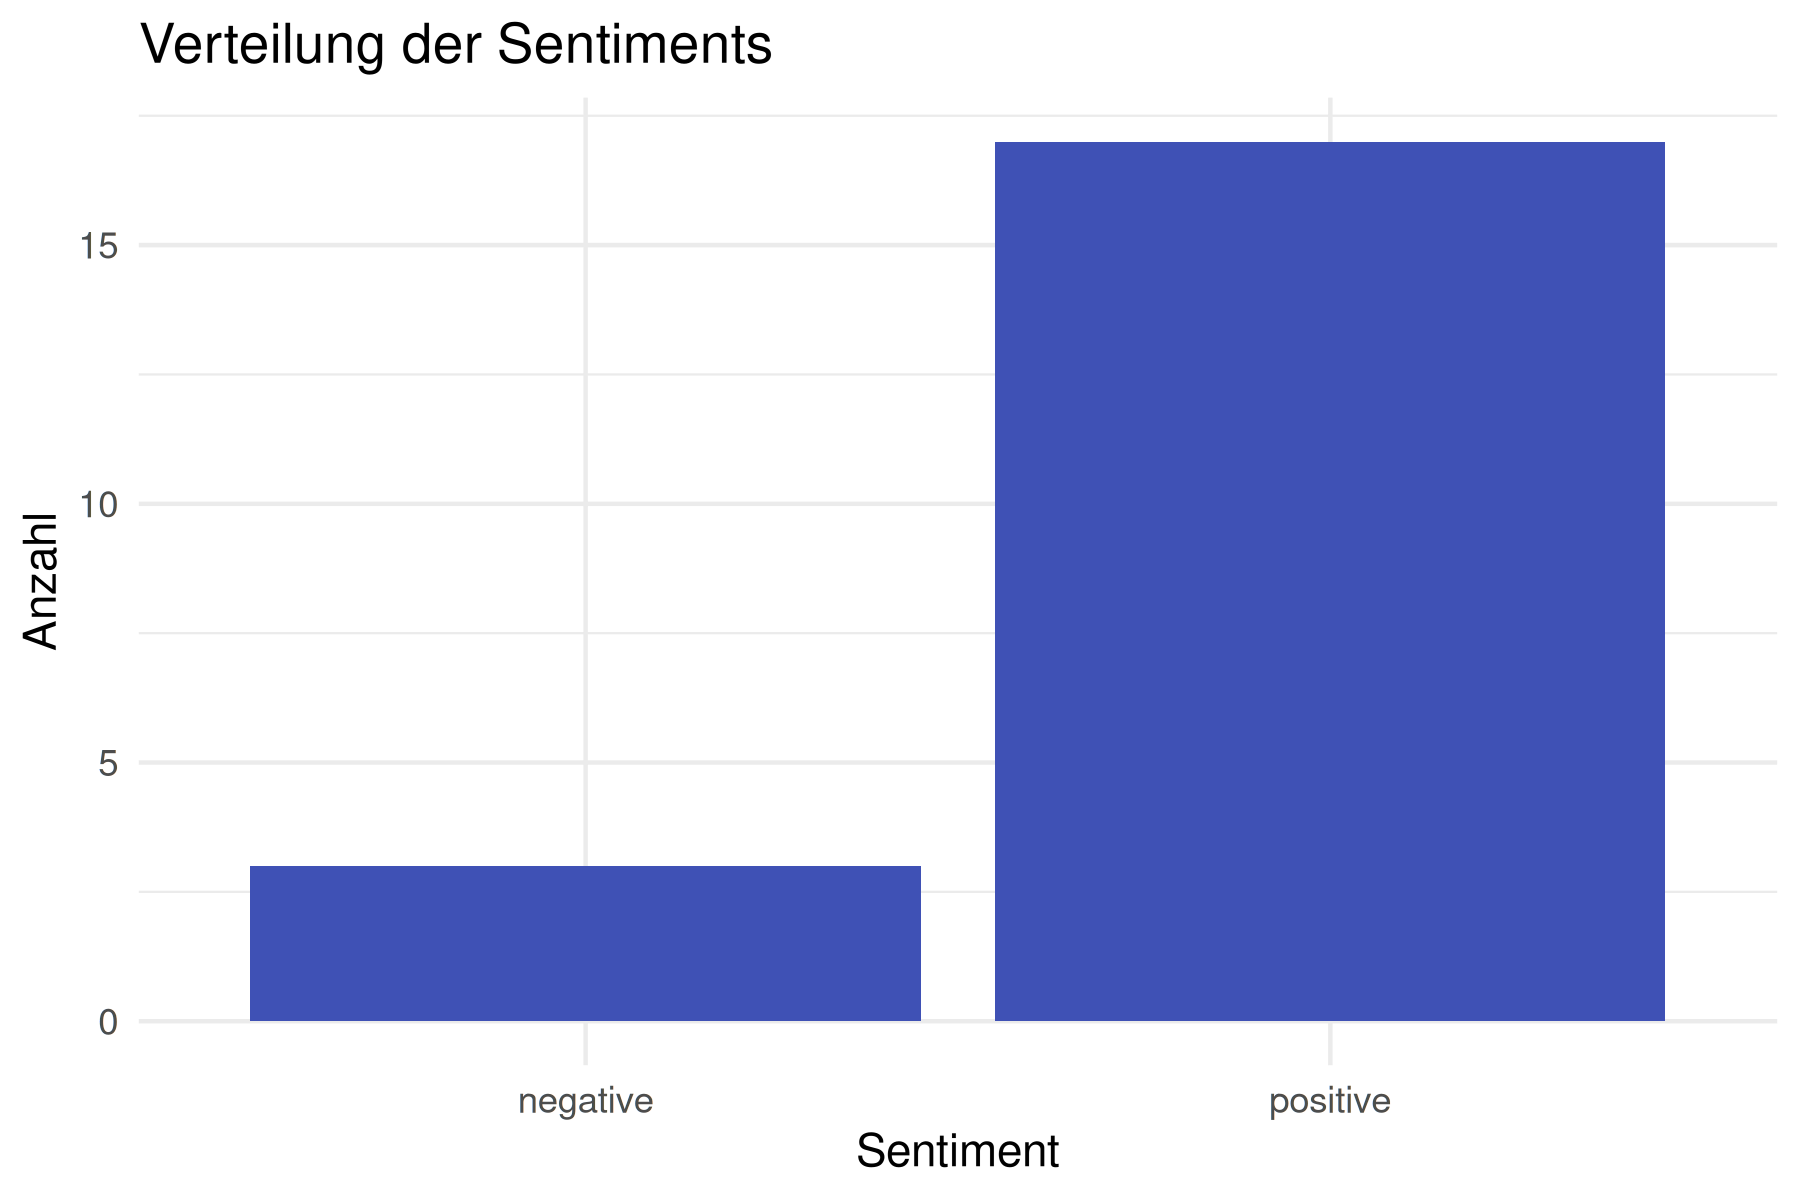 Verteilung der Sentiments
15
10
5
0
Anzahl
negative
positive
Sentiment